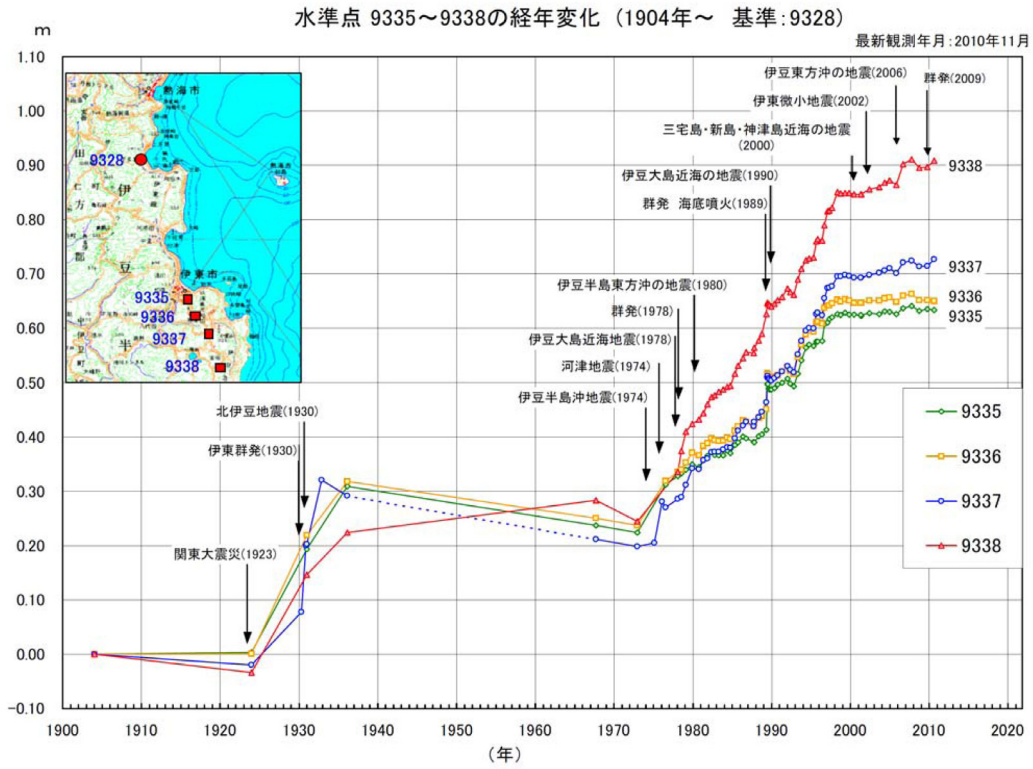 水準点 9335～9338の経年変化 (1904年～ 基準：9328)
m
最新観測年月：2010年11月
1.10
1.00
0.90
0.80
0.70
0.60
0.50
0.40
0.30
0.20
0.10
0.00
-0.10
1900
1910
1920
1930
1940
1950
1960
1970
1980
1990
2000
2010
2020
(年)
熱海市
9328
田
方
郡
伊
豆
半
伊東市
9335
9336
9337
9338
伊豆東方沖の地震(2006)
群発(2009)
伊東微小地震(2002)
三宅島・新島・神津島近海の地震
(2000)
伊豆大島近海の地震(1990)
群発 海底噴火(1989)
伊豆半島東方沖の地震(1980)
群発(1978)
伊豆大島近海地震(1978)
河津地震(1974)
伊豆半島沖地震(1974)
北伊豆地震(1930)
伊東群発(1930)
関東大震災(1923)
9338
9337
9336
9335
9335
9336
9337
9338